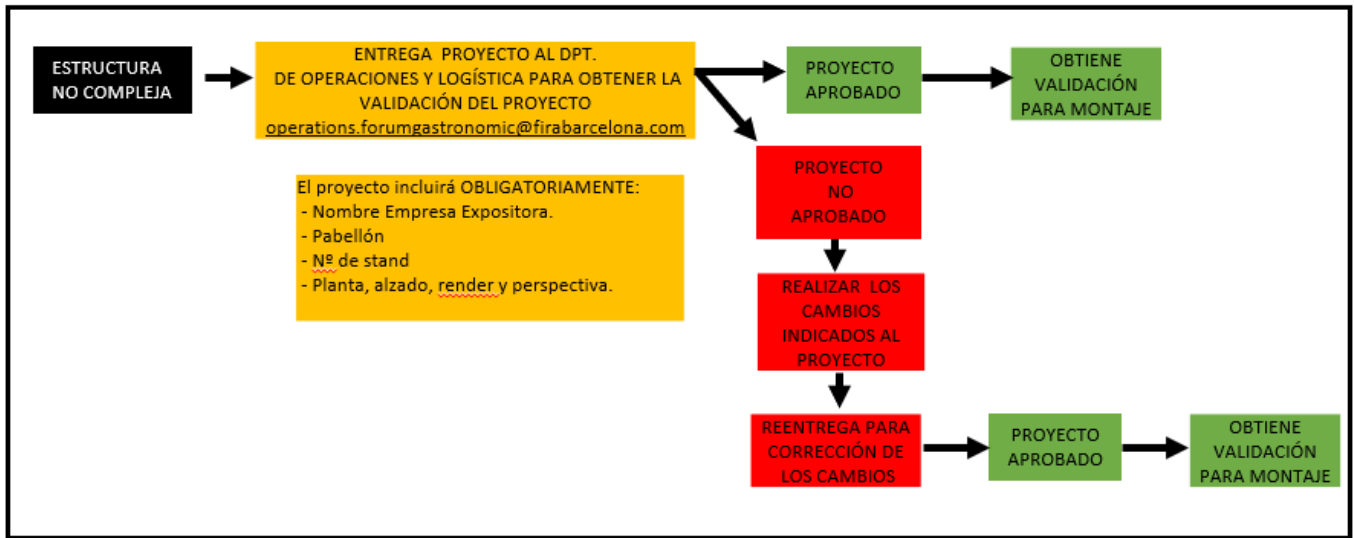 ESTRUCTURA
NO COMPLEJA
ENTREGA PROYECTO AL DPT.
DE OPERACIONES Y LOGÍSTICA PARA OBTENER LA
VALIDACIÓN DEL PROYECTO
operations.forumgastronomic@firabarcelona.com
PROYECTO
APROBADO
OBTIENE
VALIDACIÓN
PARA MONTAJE
El proyecto incluirá OBLIGATORIAMENTE:
- Nombre Empresa Expositora.
- Pabellón
- Nº de stand
- Planta, alzado, render y perspectiva.
PROYECTO
NO
APROBADO
REALIZAR LOS
CAMBIOS
INDICADOS AL
PROYECTO
REENTREGA PARA
CORRECCIÓN DE
LOS CAMBIOS
PROYECTO
APROBADO
OBTIENE
VALIDACIÓN
PARA MONTAJE